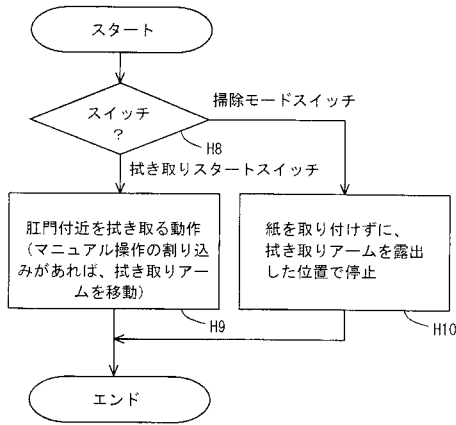 スタート
スイッチ
?
掃除モードスイッチ
H8
拭き取りスタートスイッチ
肛門付近を拭き取る動作
(マニュアル操作の割り込
みがあれば、拭き取りアー
ムを移動)
H9
紙を取り付けずに、
拭き取りアームを露出
した位置で停止
H10
エンド